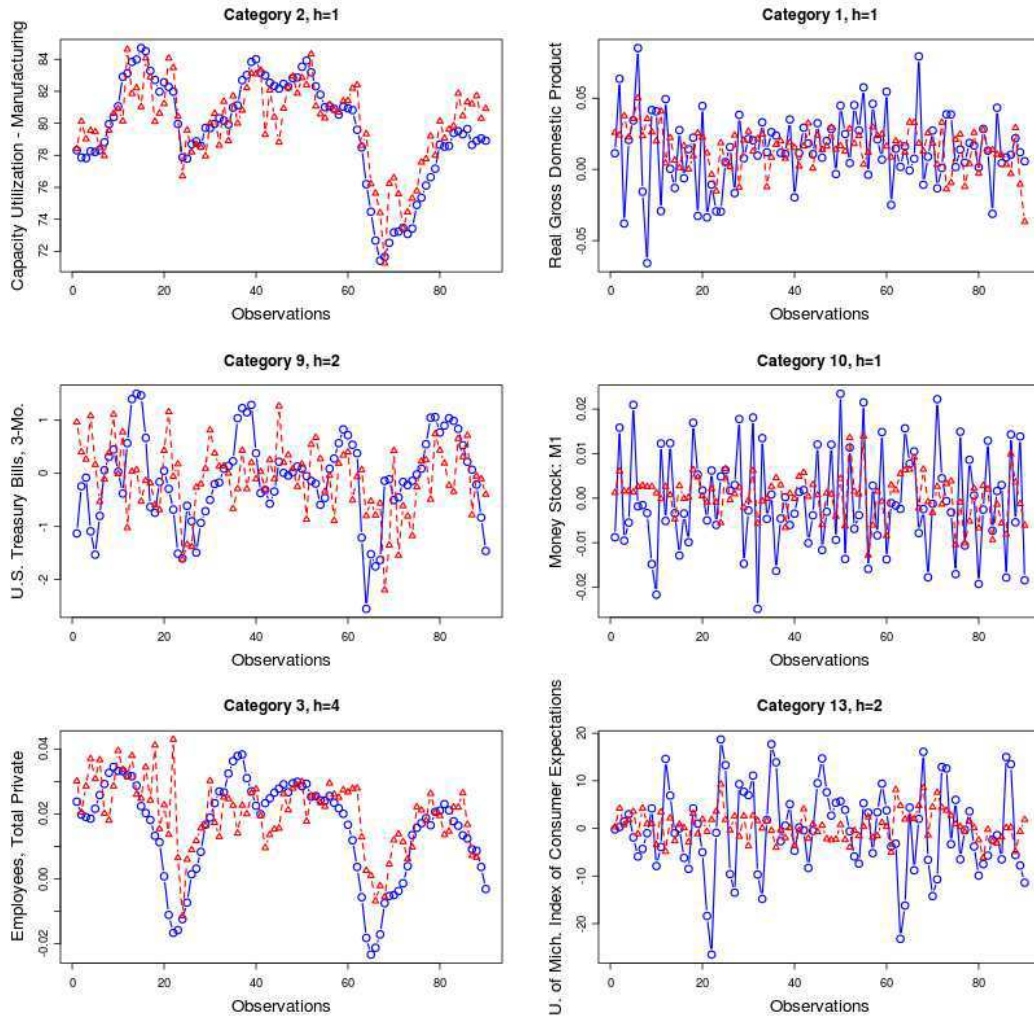 Category 2, h=1
Capacity Utilization - Manufacturing
84
82
80
78
76
74
72
0 20 40 60 80
Observations
Category 1, h=1
Real Gross Domestic Product
0.05
0.00
-0.05
0 20 40 60 80
Observations
Category 9, h=2
U.S.. Treasury Bills, 3-Mo.
1
0
-1
-2
0 20 40 60 80
Observations
Category 10, h=1
Money Stock: M1
0.02
0.01
0.00
-0.01
-0.02
0 20 40 60 80
Observations
Category 3, h=4
Employees, Total Private
0.04
0.02
0.00
-0.02
0 20 40 60 80
Observations
Category 13, h=2
U. of Mich. Index of Consumer Expectations
20
10
0
-10
-20
0 20 40 60 80
Observations